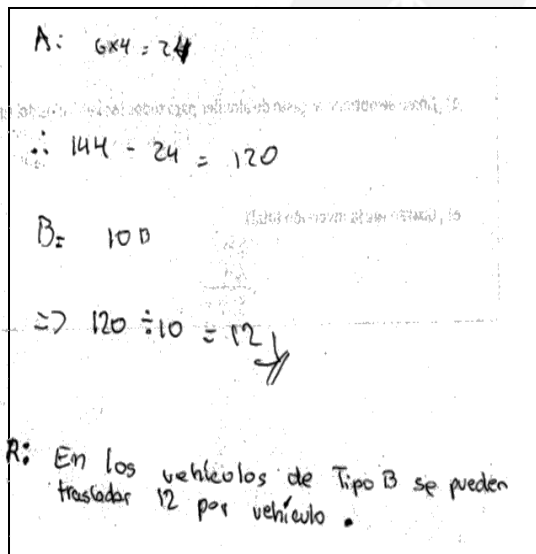 A: 6x4 = 24
∴ 144 - 24 = 120
B= 10B
=> 120 ÷ 10 = 12
R: En los vehículos de Tipo B se pueden
trasladar 12 por vehículo.